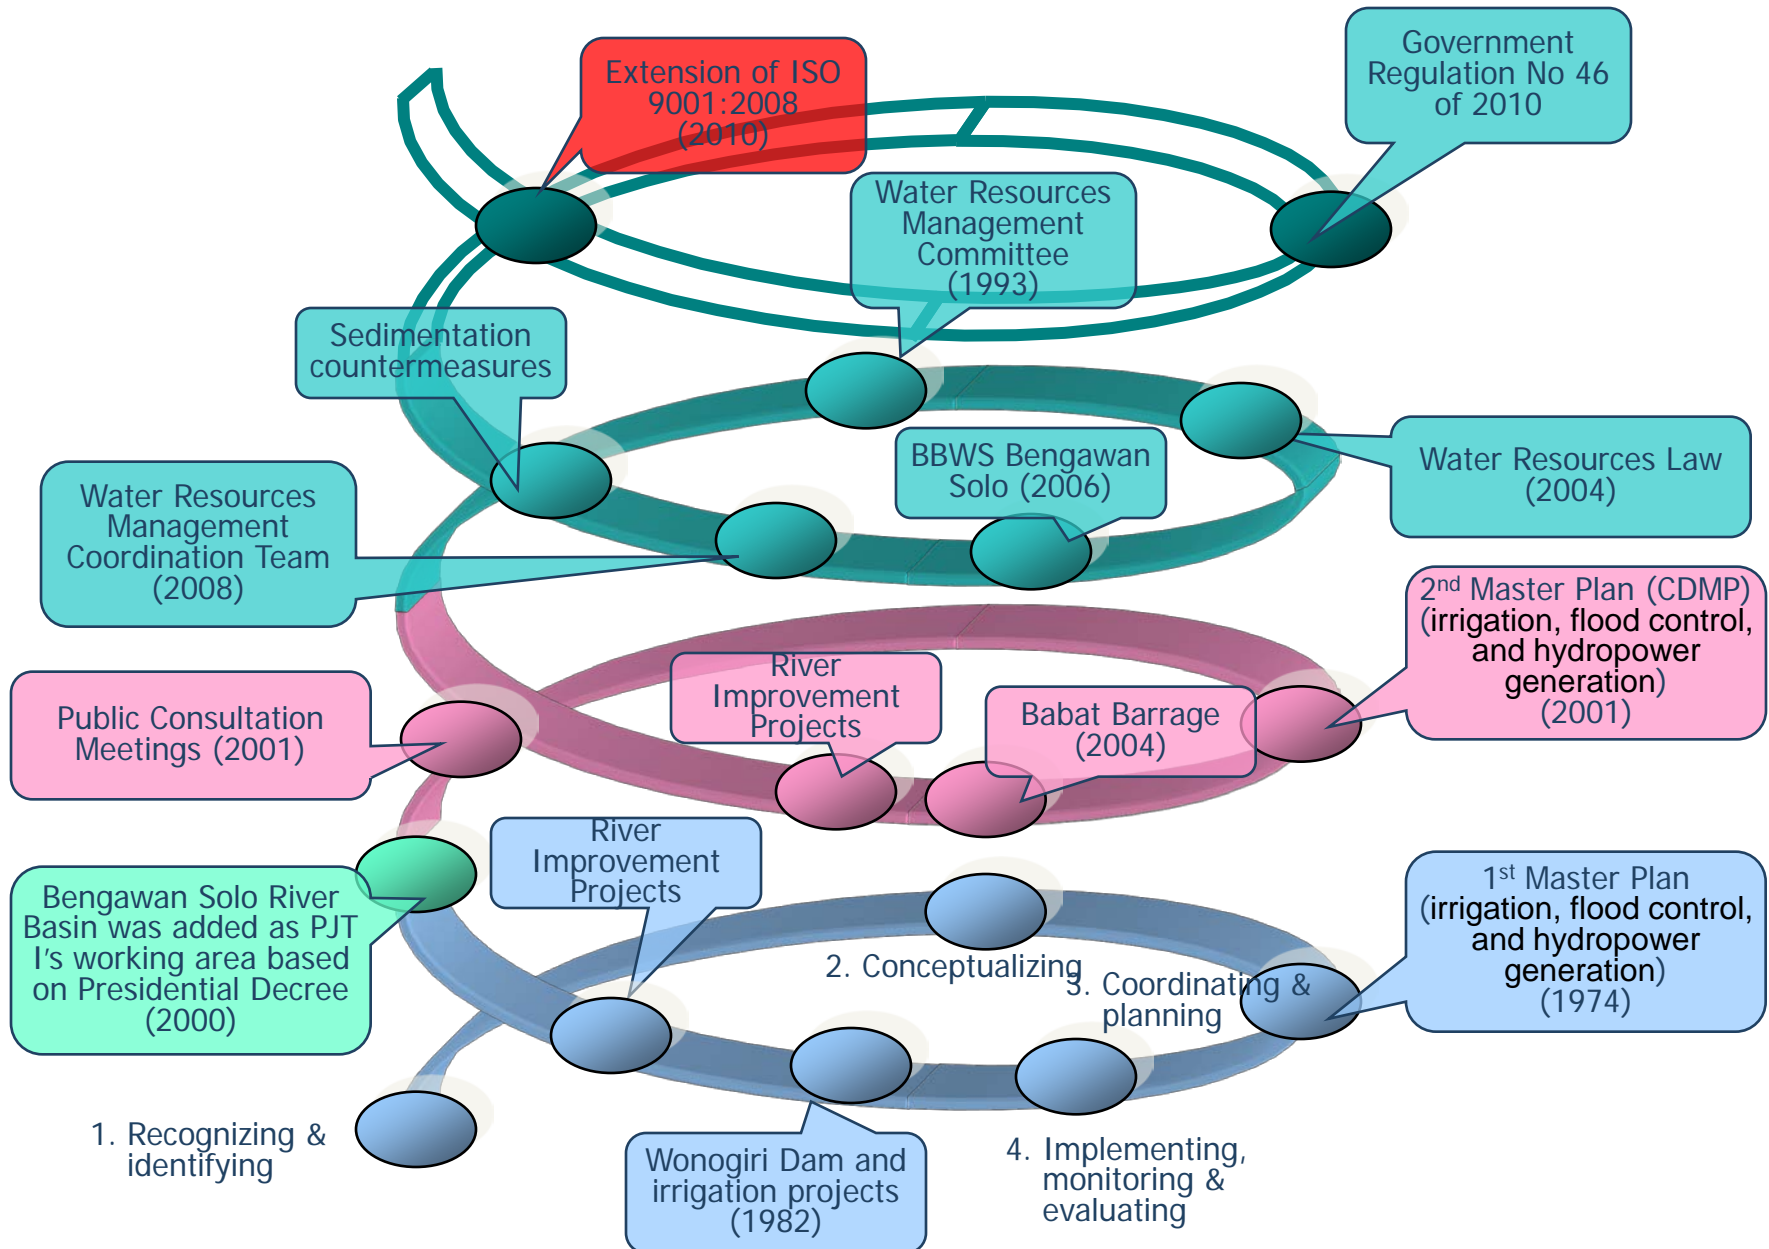 Extension of ISO
9001:2008
(2010)
Government
Regulation No 46
of 2010
Water Resources
Management
Committee
(1993)
Sedimentation
countermeasures
BBWS Bengawan
Solo (2006)
Water Resources Law
(2004)
Water Resources
Management
Coordination Team
(2008)
2nd Master Plan (CDMP)
(irrigation, flood control,
and hydropower
generation)
(2001)
River
Improvement
Projects
Babat Barrage
(2004)
Public Consultation
Meetings (2001)
River
Improvement
Projects
1st Master Plan
(irrigation, flood control,
and hydropower
generation)
(1974)
Bengawan Solo River
Basin was added as PJT
I's working area based
on Presidential Decree
(2000)
2. Conceptualizing
3. Coordinating &
planning
1. Recognizing &
identifying
Wonogiri Dam and
irrigation projects
(1982)
4. Implementing,
monitoring &
evaluating